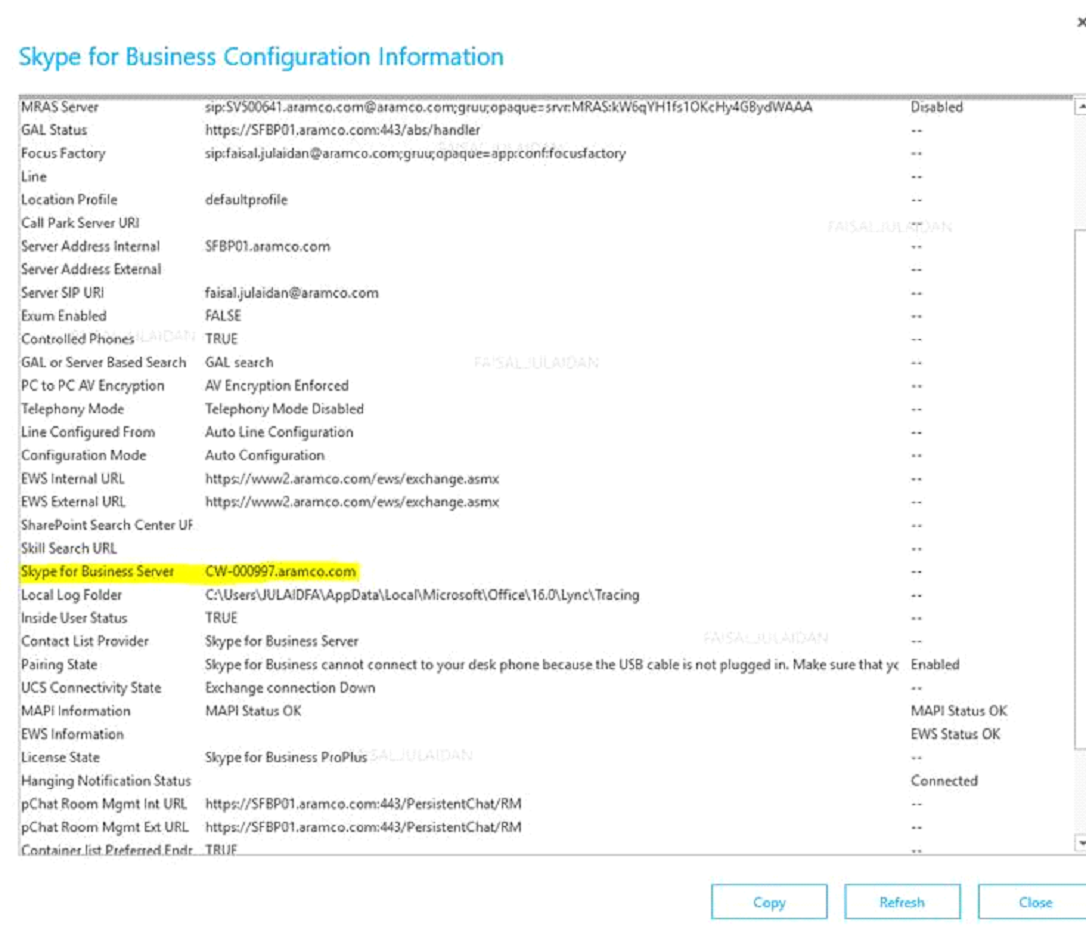 Skype for Business Configuration Information
MRAS Server sip:SV500641.aramco.com@aramco.com;gruu;opaque=srvr:MRAS:kW6qYH1fs1OKcHy4GBydWAAA Disabled
GAL Status https://SFBP01.aramco.com:443/abs/handler --
Focus Factory sip:faisal.julaidan@aramco.com;gruu;opaque=app:conf:focusfactory --
Line --
Location Profile defaultprofile --
Call Park Server URI --
FAISALJULAIDAN
Server Address Internal SFBP01.aramco.com --
Server Address External --
Server SIP URI faisal.julaidan@aramco.com --
Exum Enabled FALSE --
Controlled Phones TRUE --
GAL or Server Based Search GAL search --
FAISALJULAIDAN
PC to PC AV Encryption AV Encryption Enforced --
Telephony Mode Telephony Mode Disabled --
Line Configured From Auto Line Configuration --
Configuration Mode Auto Configuration --
EWS Internal URL https://www2.aramco.com/ews/exchange.asmx --
EWS External URL https://www2.aramco.com/ews/exchange.asmx --
SharePoint Search Center UF --
Skill Search URL --
Skype for Business Server CW-000997.aramco.com --
Local Log Folder C:\Users\JULAIDFA\AppData\Local\Microsoft\Office\16.0\Lync\Tracing --
Inside User Status TRUE --
Contact List Provider Skype for Business Server --
FAISALJULAIDAN
Pairing State Skype for Business cannot connect to your desk phone because the USB cable is not plugged in. Make sure that yc Enabled
UCS Connectivity State Exchange connection Down --
MAPI Information MAPI Status OK MAPI Status OK
EWS Information EWS Status OK
License State Skype for Business ProPlus --
Hanging Notification Status Connected
pChat Room Mgmt Int URL https://SFBP01.aramco.com:443/PersistentChat/RM --
pChat Room Mgmt Ext URL https://SFBP01.aramco.com:443/PersistentChat/RM --
Container list Preferred Endr TRUE --
Copy Refresh Close